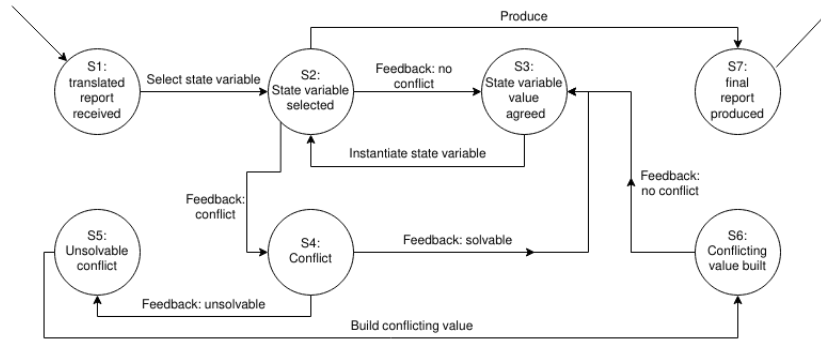 Produce
S1:
translated
report
received
Select state variable
S2:
State variable
selected
Feedback: no
conflict
S3:
State variable
value
agreed
S7:
final
report
produced
Instantiate state variable
Feedback:
conflict
Feedback:
no conflict
S5:
Unsolvable
conflict
S4:
Conflict
Feedback: solvable
S6:
Conflicting
value built
Feedback: unsolvable
Build conflicting value